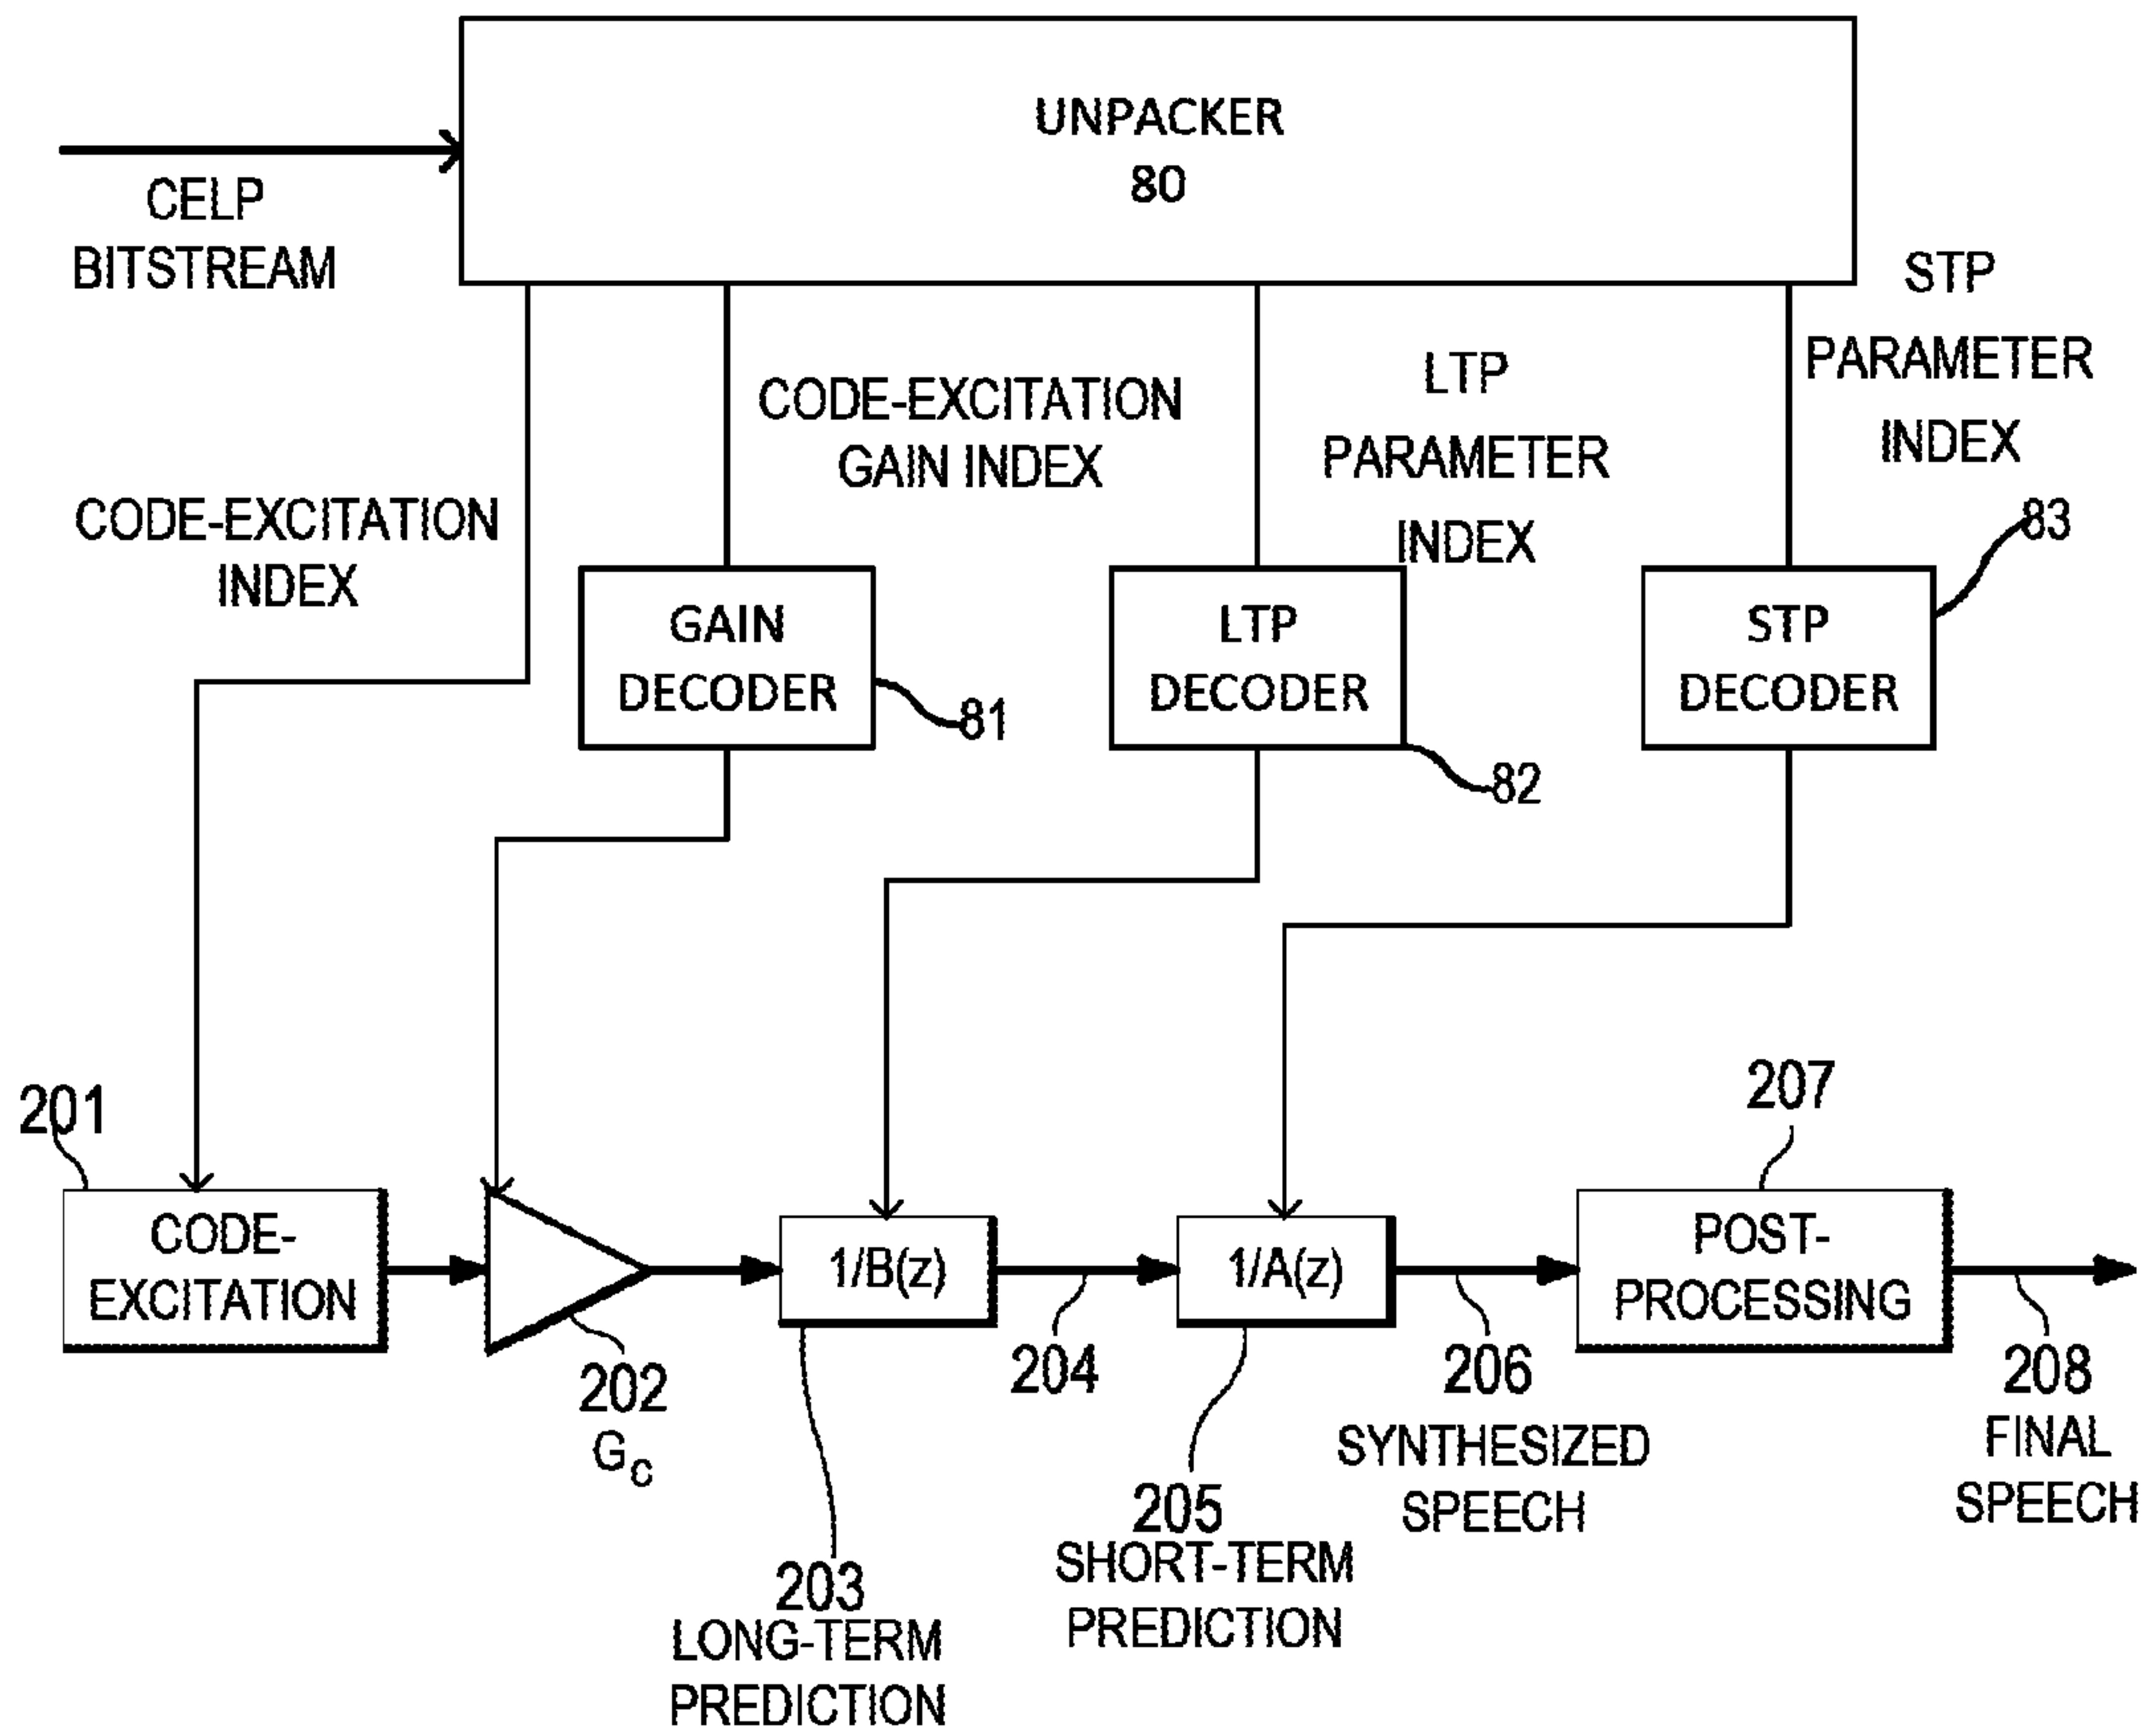 UNPACKER
80
CELP
BITSTREAM
STP
PARAMETER
INDEX
LTP
PARAMETER
INDEX
CODE-EXCITATION
GAIN INDEX
CODE-EXCITATION
INDEX
83
GAIN
DECODER
81
LTP
DECODER
82
STP
DECODER
201
CODE-
EXCITATION
202
Gc
1/B(z)
203
LONG-TERM
PREDICTION
204
1/A(z)
205
SHORT-TERM
PREDICTION
206
SYNTHESIZED
SPEECH
207
POST-
PROCESSING
208
FINAL
SPEECH